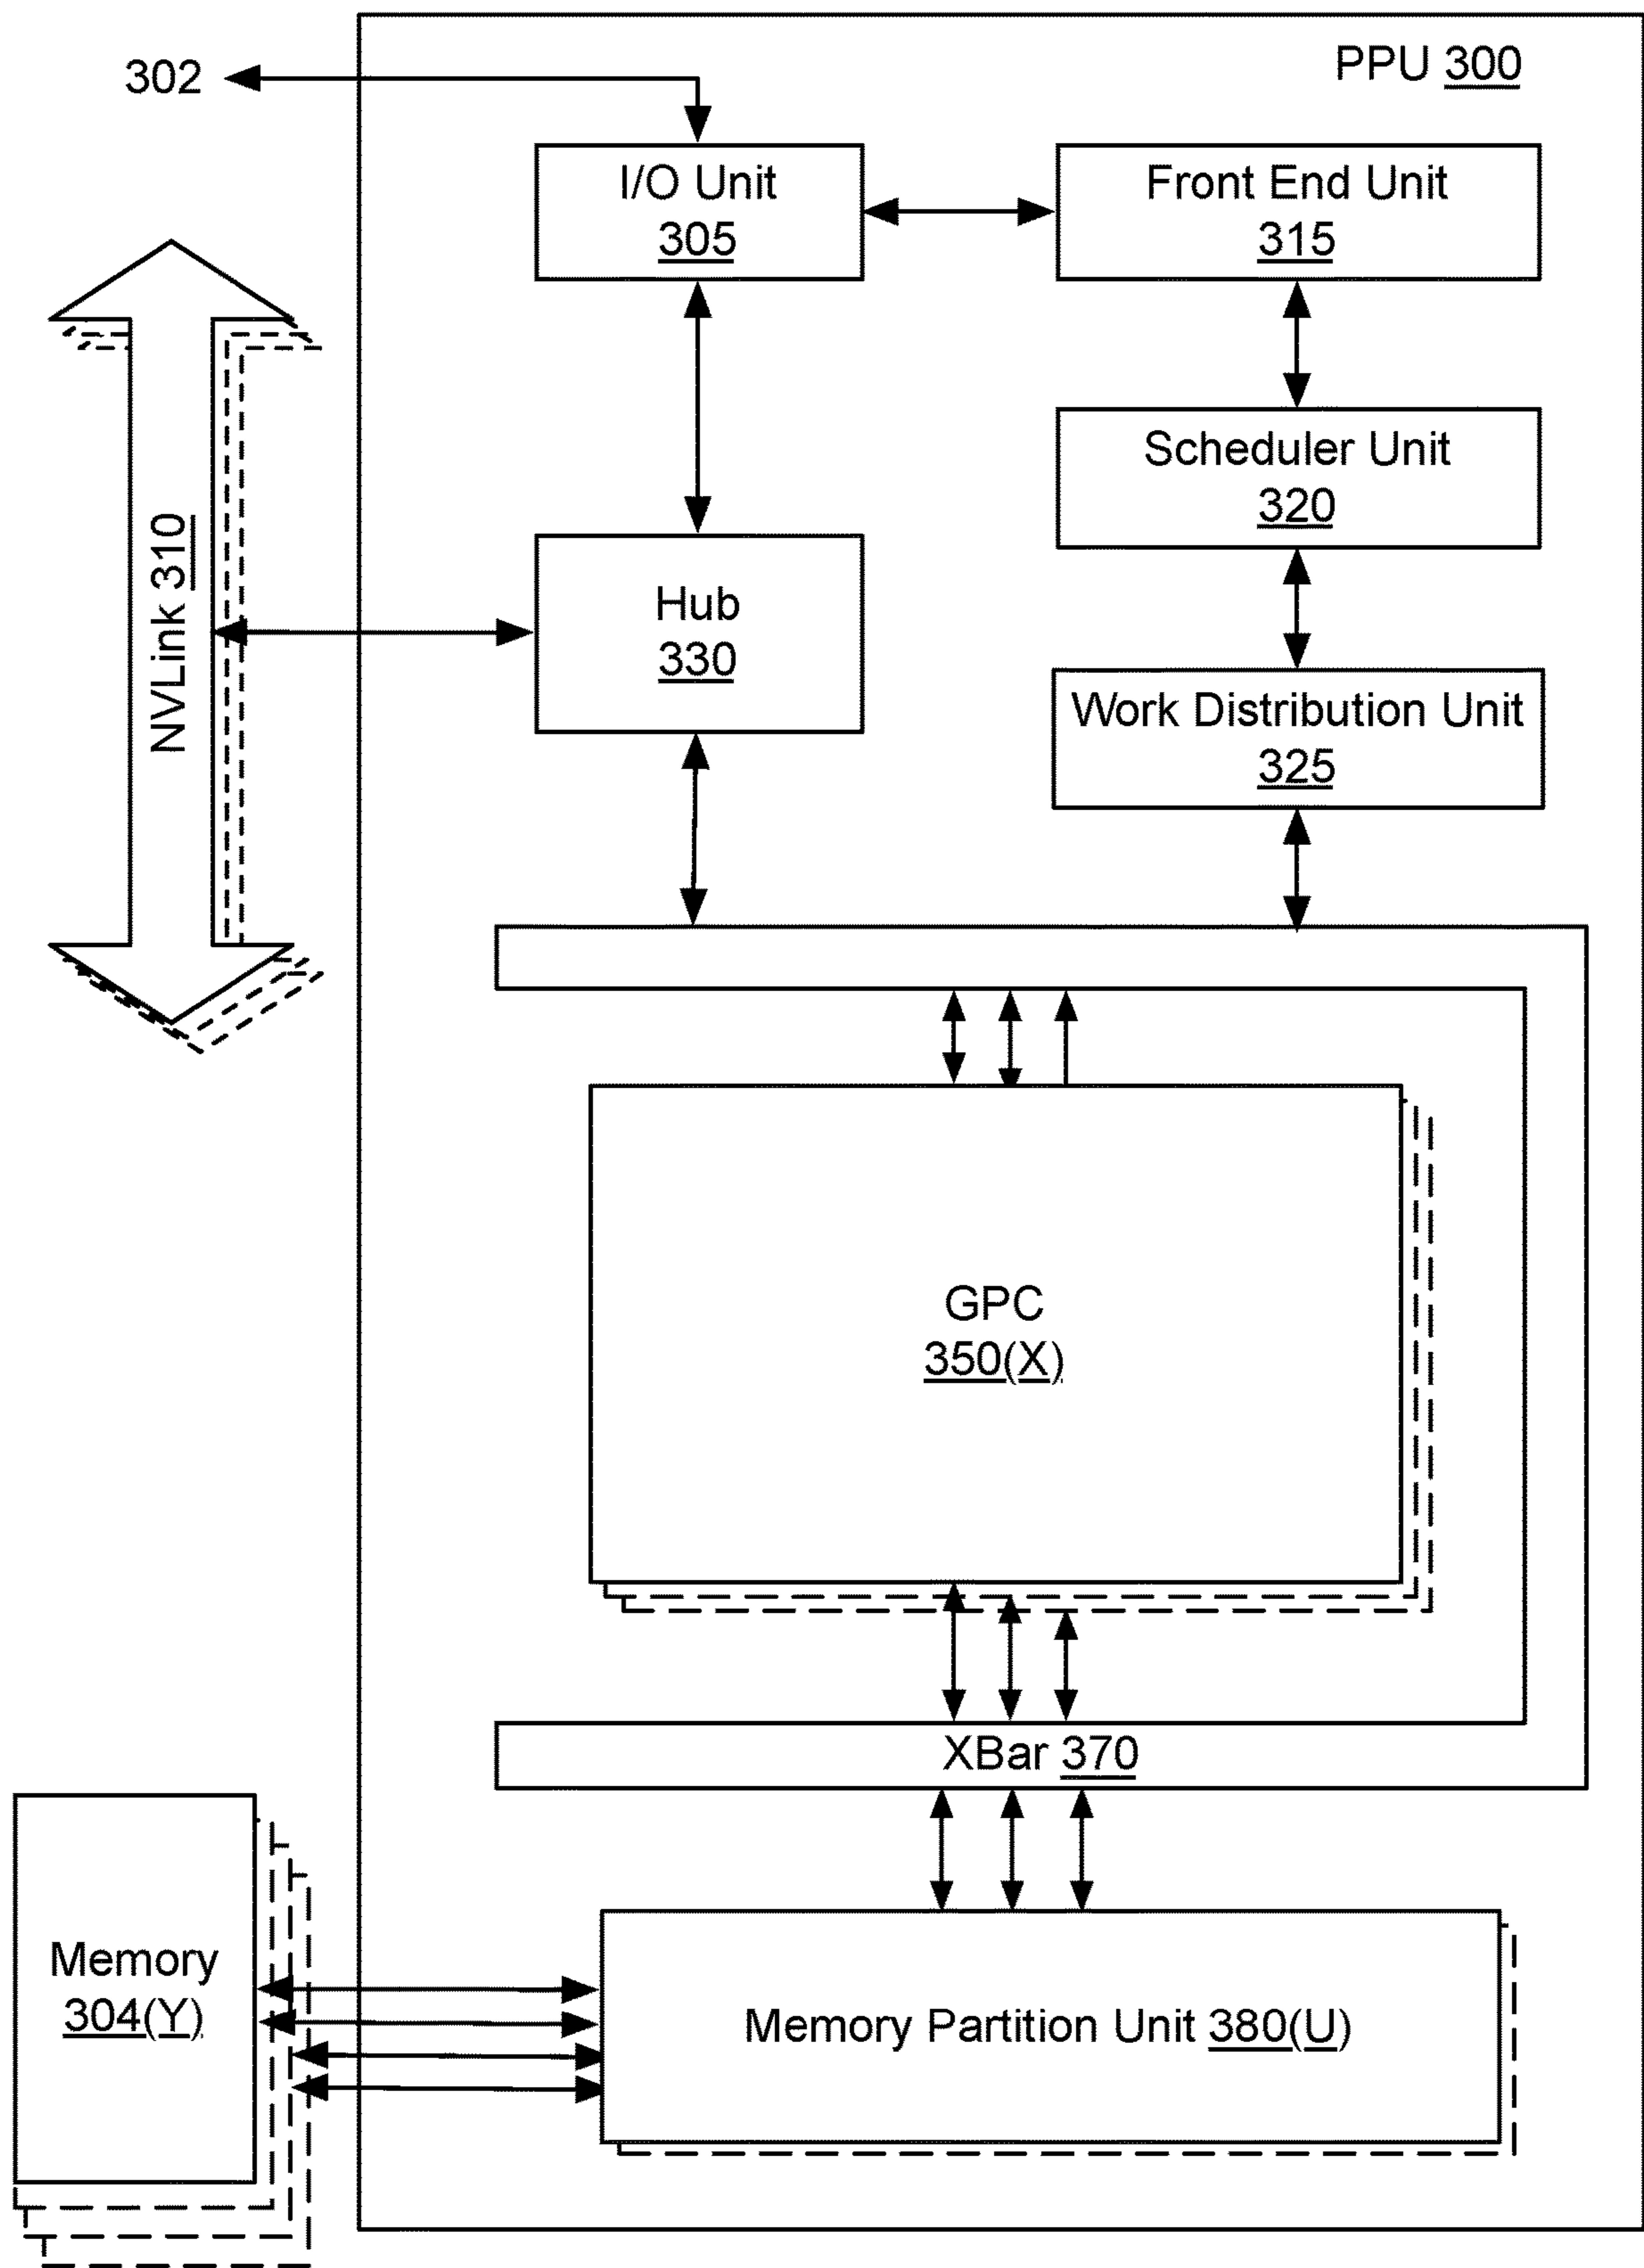 PPU 300
302
I/O Unit
305
Front End Unit
315
Scheduler Unit
320
NVLink 310
Hub
330
Work Distribution Unit
325
GPC
350(X)
XBar 370
Memory
304(Y)
Memory Partition Unit 380(U)